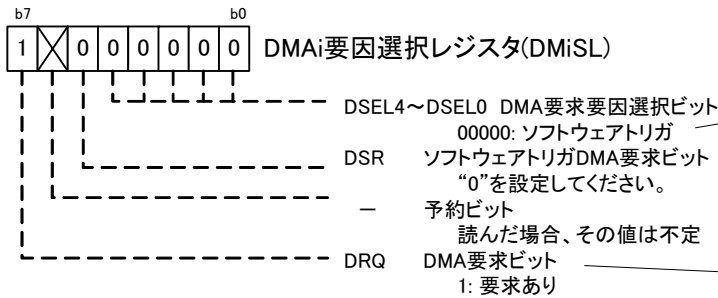 b7 b0
1 0 0 0 0 0 0 DMAi要因選択レジスタ(DMiSL)
DSEL4～DSEL0 DMA要求要因選択ビット
00000: ソフトウェアトリガ
DSR ソフトウェアトリガDMA要求ビット
“0”を設定してください。
－ 予約ビット
読んだ場合、その値は不定
DRQ DMA要求ビット
1: 要求あり